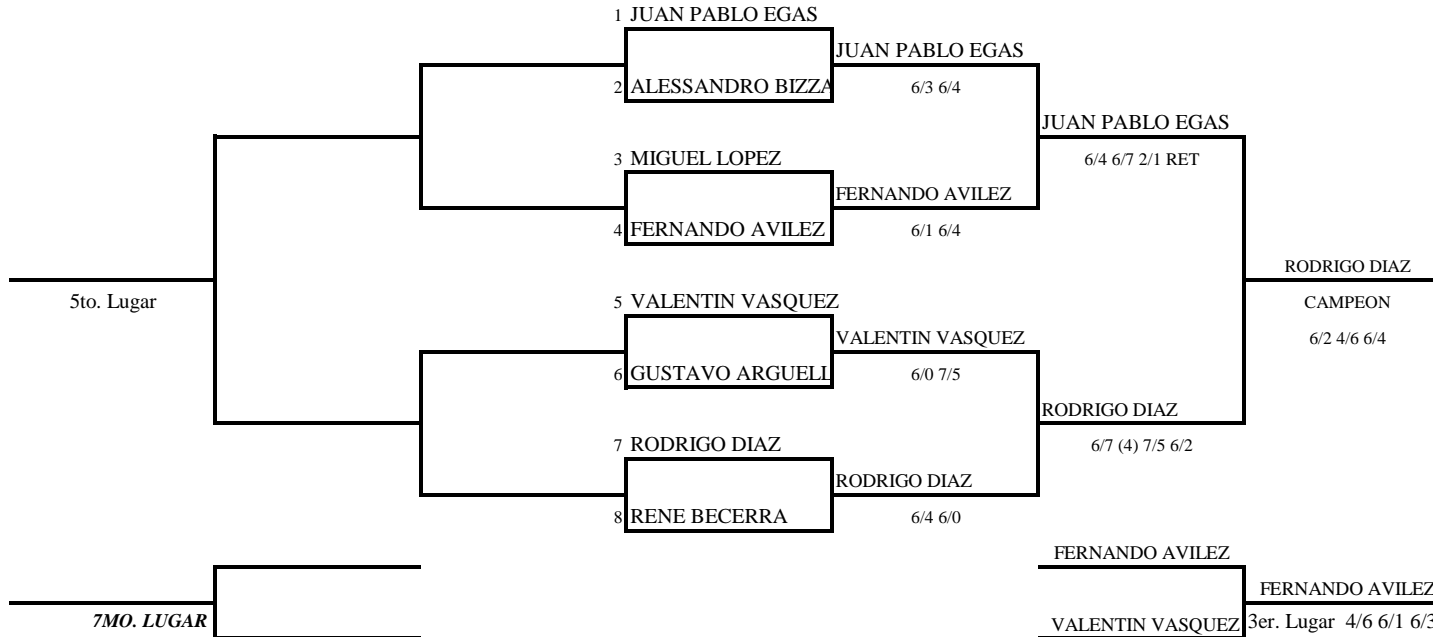 1 JUAN PABLO EGAS
JUAN PABLO EGAS
2 ALESSANDRO BIZZA
6/3 6/4
JUAN PABLO EGAS
3 MIGUEL LOPEZ
6/4 6/7 2/1 RET
FERNANDO AVILEZ
4 FERNANDO AVILEZ
6/1 6/4
RODRIGO DIAZ
5to. Lugar
5 VALENTIN VASQUEZ
CAMPEON
VALENTIN VASQUEZ
6/2 4/6 6/4
6 GUSTAVO ARGUELL
6/0 7/5
RODRIGO DIAZ
7 RODRIGO DIAZ
6/7 (4) 7/5 6/2
RODRIGO DIAZ
8 RENE BECERRA
6/4 6/0
FERNANDO AVILEZ
FERNANDO AVILEZ
7MO. LUGAR
VALENTIN VASQUEZ
3er. Lugar 4/6 6/1 6/3